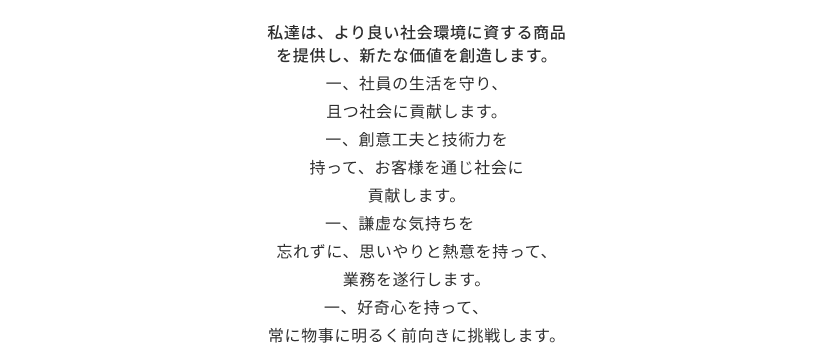 私達は、より良い社会環境に資する商品
を提供し、新たな価値を創造します。
一、社員の生活を守り、
且つ社会に貢献します。
一、創意工夫と技術力を
持って、お客様を通じ社会に
貢献します。
一、謙虚な気持ちを
忘れずに、思いやりと熱意を持って、
業務を遂行します。
一、好奇心を持って、
常に物事に明るく前向きに挑戦します。